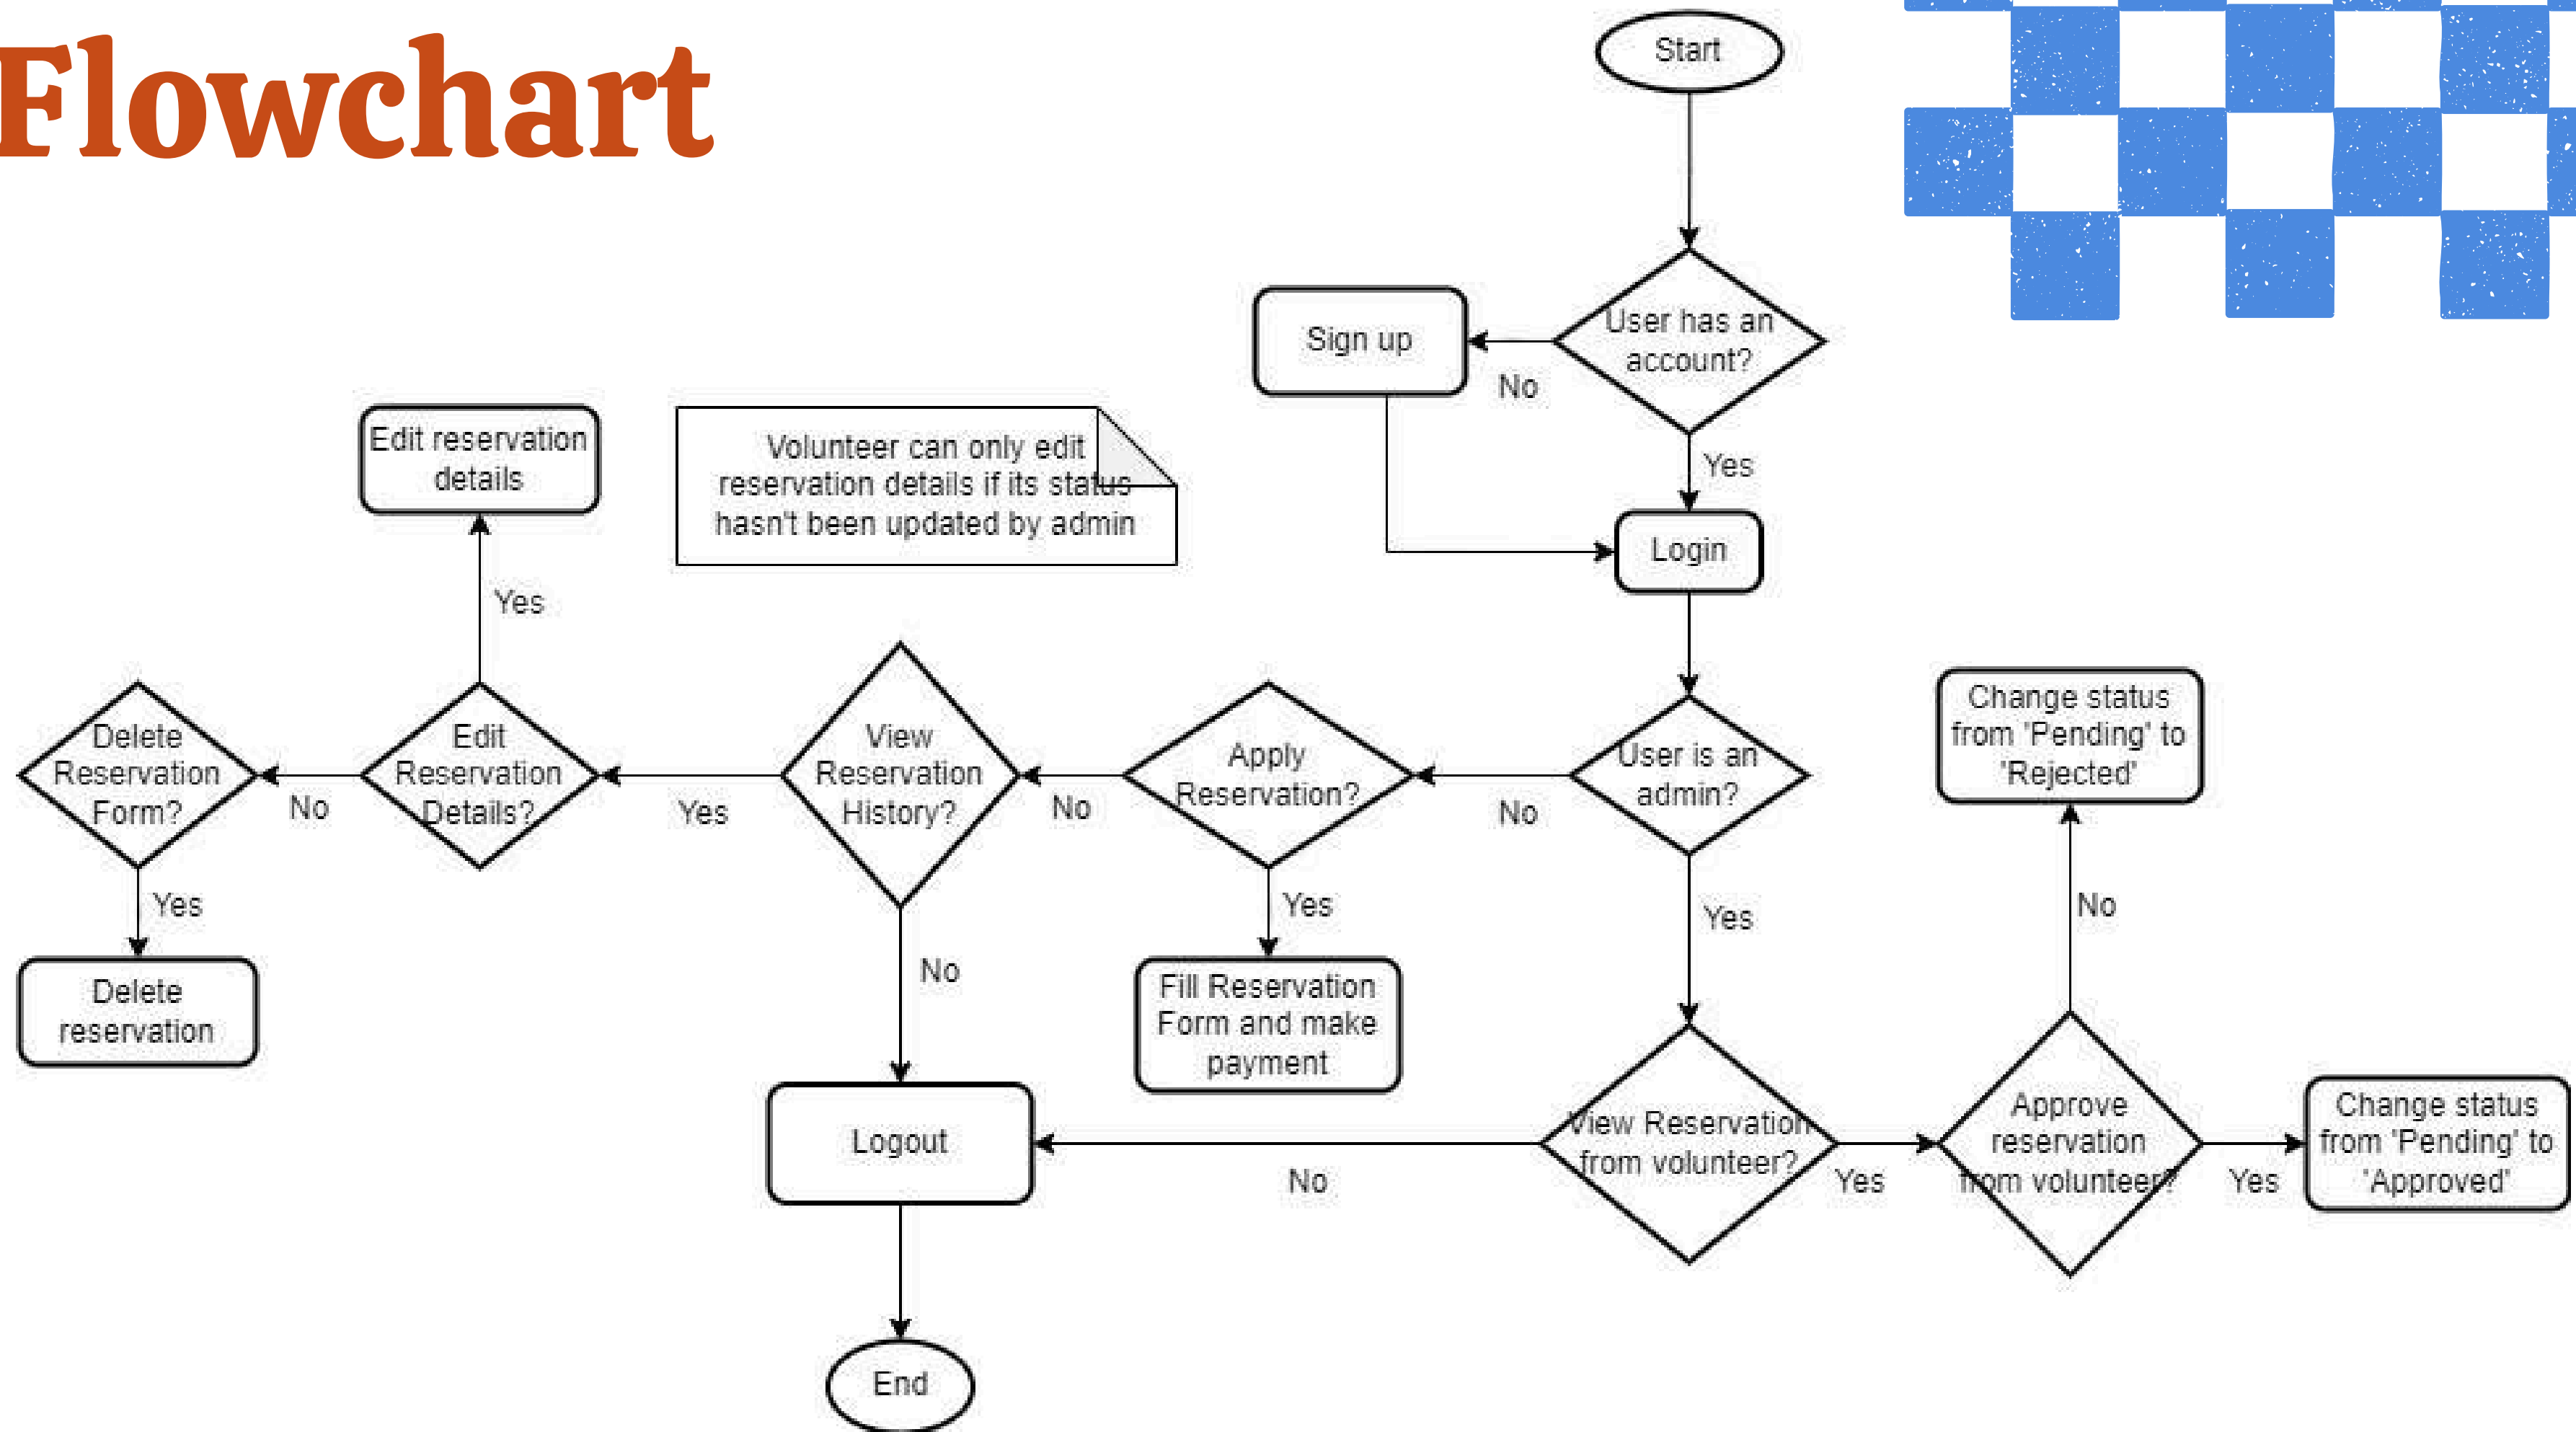 Flowchart
Start
User has an
account?
No
Sign up
Yes
Login
Volunteer can only edit
reservation details if its status
hasn't been updated by admin
Edit reservation
details
Yes
Delete
Reservation
Form?
No
Edit
Reservation
Details?
Yes
View
Reservation
History?
No
Apply
Reservation?
No
User is an
admin?
Change status
from 'Pending' to
'Rejected'
Yes
Delete
reservation
No
Yes
Fill Reservation
Form and make
payment
Yes
No
Logout
No
View Reservation
from volunteer?
Yes
Approve
reservation
from volunteer?
Yes
Change status
from 'Pending' to
'Approved'
End